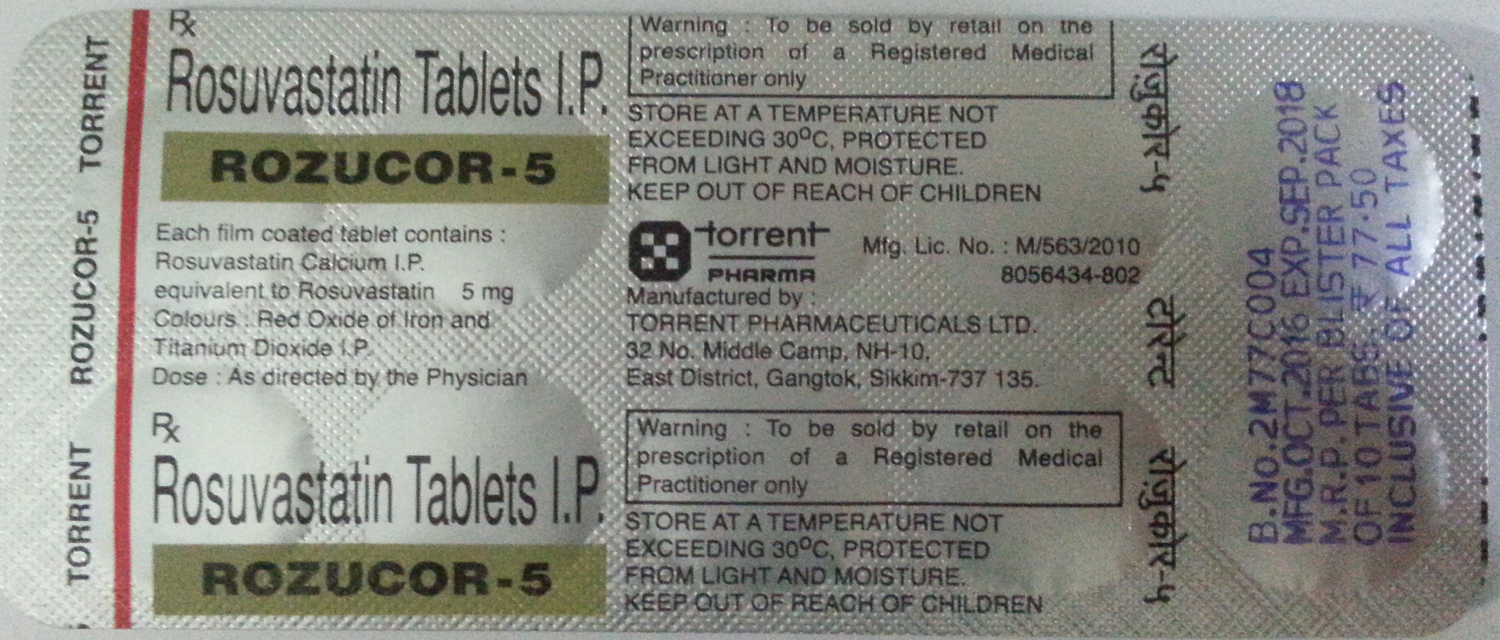 TORRENT ROZUCOR-5 TORRENT
Rx
Rosuvastatin Tablets I.P.
ROZUCOR-5
Each film coated tablet contains :
Rosuvastatin Calcium I.P.
equivalent to Rosuvastatin 5 mg
Colours : Red Oxide of Iron and
Titanium Dioxide I.P.
Dose : As directed by the Physician
Rx
Rosuvastatin Tablets I.P.
ROZUCOR-5
Warning : To be sold by retail on the
prescription of a Registered Medical
Practitioner only
STORE AT A TEMPERATURE NOT
EXCEEDING 30°C, PROTECTED
FROM LIGHT AND MOISTURE.
KEEP OUT OF REACH OF CHILDREN
torrent
PHARMA
Mfg. Lic. No. : M/563/2010
8056434-802
Manufactured by :
TORRENT PHARMACEUTICALS LTD.
32 No. Middle Camp, NH-10,
East District, Gangtok, Sikkim-737 135.
Warning : To be sold by retail on the
prescription of a Registered Medical
Practitioner only
STORE AT A TEMPERATURE NOT
EXCEEDING 30°C, PROTECTED
FROM LIGHT AND MOISTURE.
KEEP OUT OF REACH OF CHILDREN
रोज़ुकोर-५ टोरेन्ट रोज़ुकोर-५
B.No.2M77C004
MFG.OCT.2016 EXP.SEP.2018
M.R.P. PER BLISTER PACK
OF 10 TABS. ₹ 77.50
INCLUSIVE OF ALL TAXES